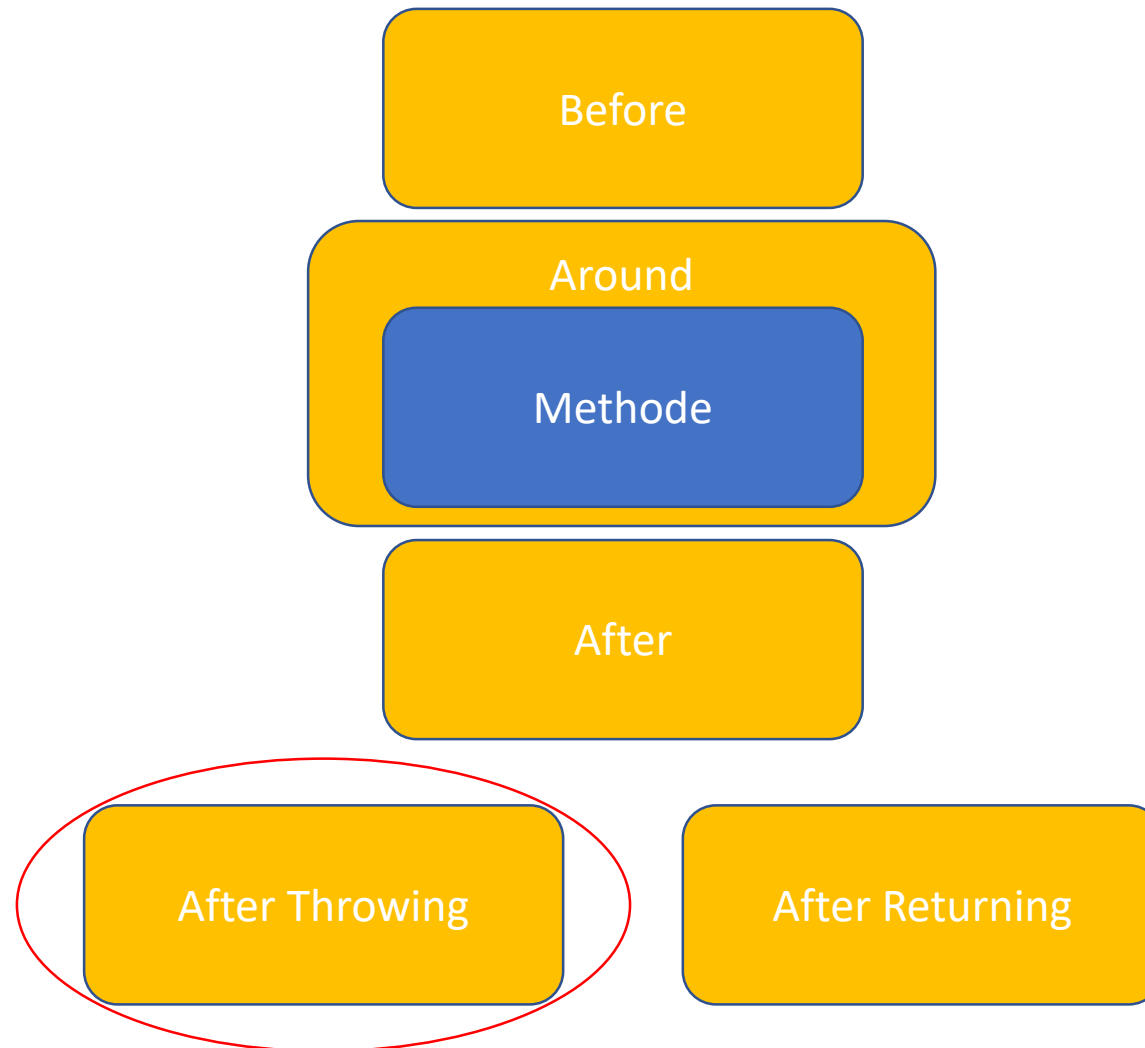 Before
Around
Methode
After
After Throwing
After Returning